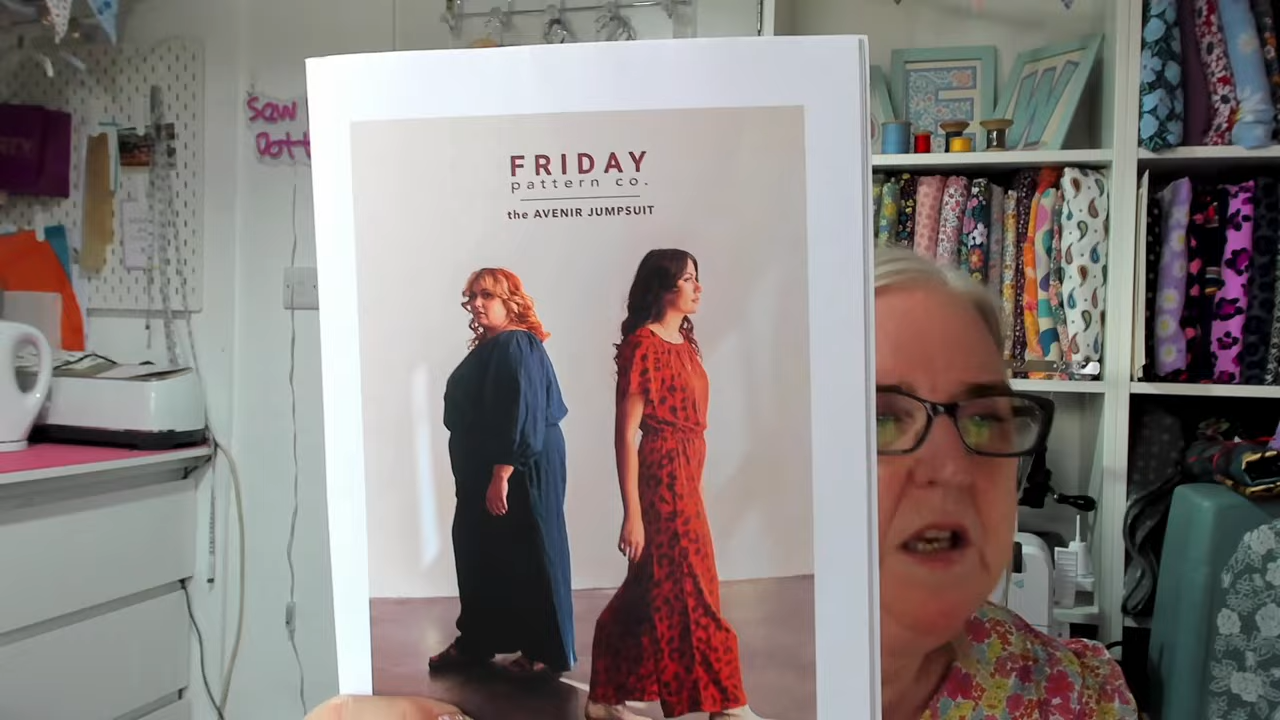 Sew
Dott
FRIDAY
pattern co.
the AVENIR JUMPSUIT
E
W